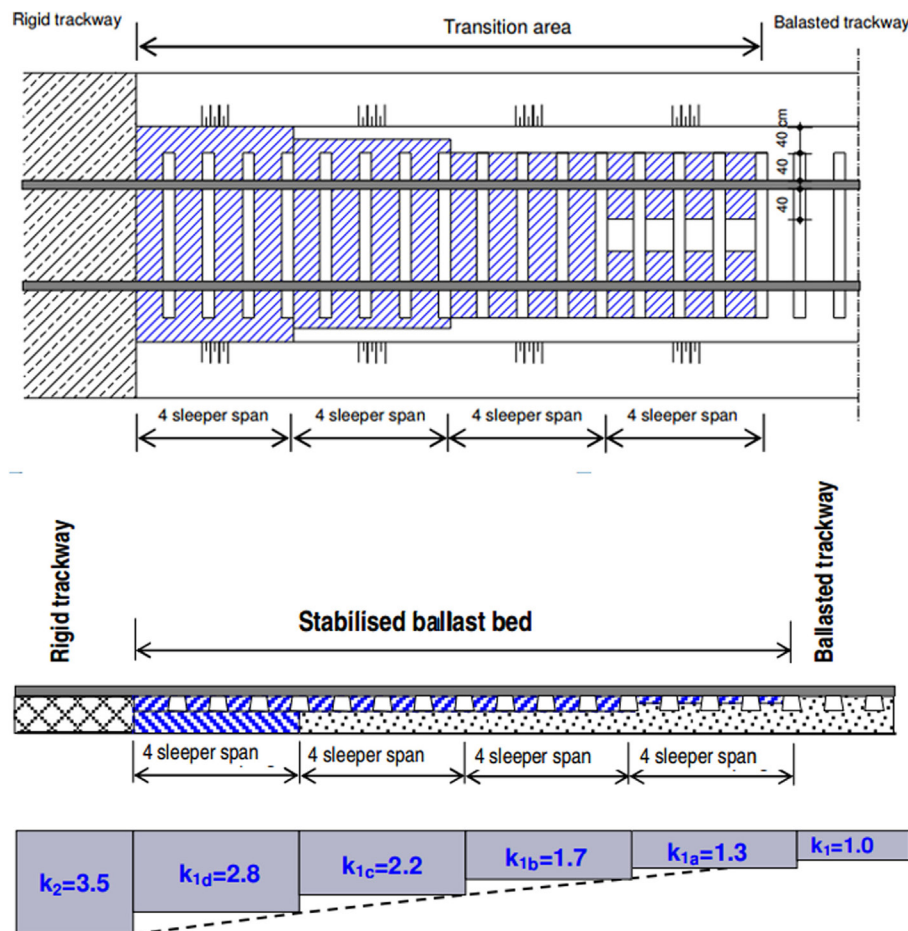 Rigid trackway
Transition area
Balasted trackway
40 cm
40
40
4 sleeper span
4 sleeper span
4 sleeper span
4 sleeper span
Rigid trackway
Stabilised ballast bed
Ballasted trackway
4 sleeper span
4 sleeper span
4 sleeper span
4 sleeper span
k2=3.5
k1d=2.8
k1c=2.2
k1b=1.7
k1a=1.3
k1=1.0